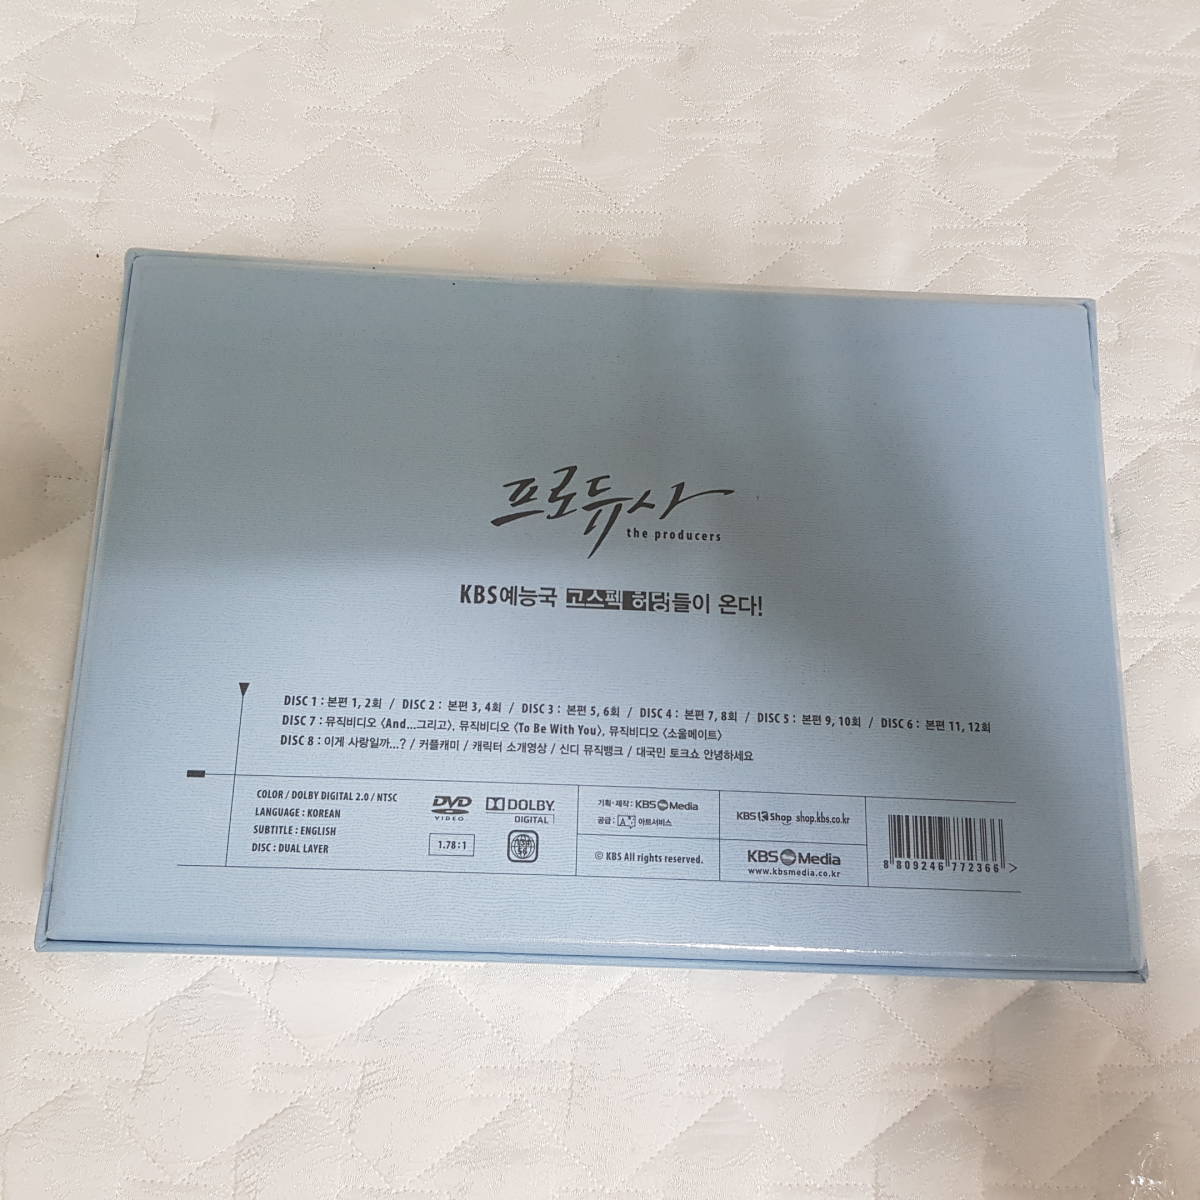 프로듀사
the producers
KBS예능국 고스펙 허당들이 온다!
DISC 1 : 본편 1, 2회 / DISC 2 : 본편 3, 4회 / DISC 3 : 본편 5, 6회 / DISC 4 : 본편 7, 8회 / DISC 5 : 본편 9, 10회 / DISC 6 : 본편 11, 12회
DISC 7 : 뮤직비디오 〈And...그리고〉, 뮤직비디오 〈To Be With You〉, 뮤직비디오 〈소울메이트〉
DISC 8 : 이게 사랑일까...? / 커플캐미 / 캐릭터 소개영상 / 신디 뮤직뱅크 / 대국민 토크쇼 안녕하세요
COLOR / DOLBY DIGITAL 2.0 / NTSC
LANGUAGE : KOREAN
SUBTITLE : ENGLISH
DISC : DUAL LAYER
DVD
VIDEO
DOLBY
DIGITAL
1.78 : 1
기획·제작 : KBS Media
공급 : A 아트서비스
© KBS All rights reserved.
KBS Shop shop.kbs.co.kr
KBS Media
www.kbsmedia.co.kr
8 809246 772366 >